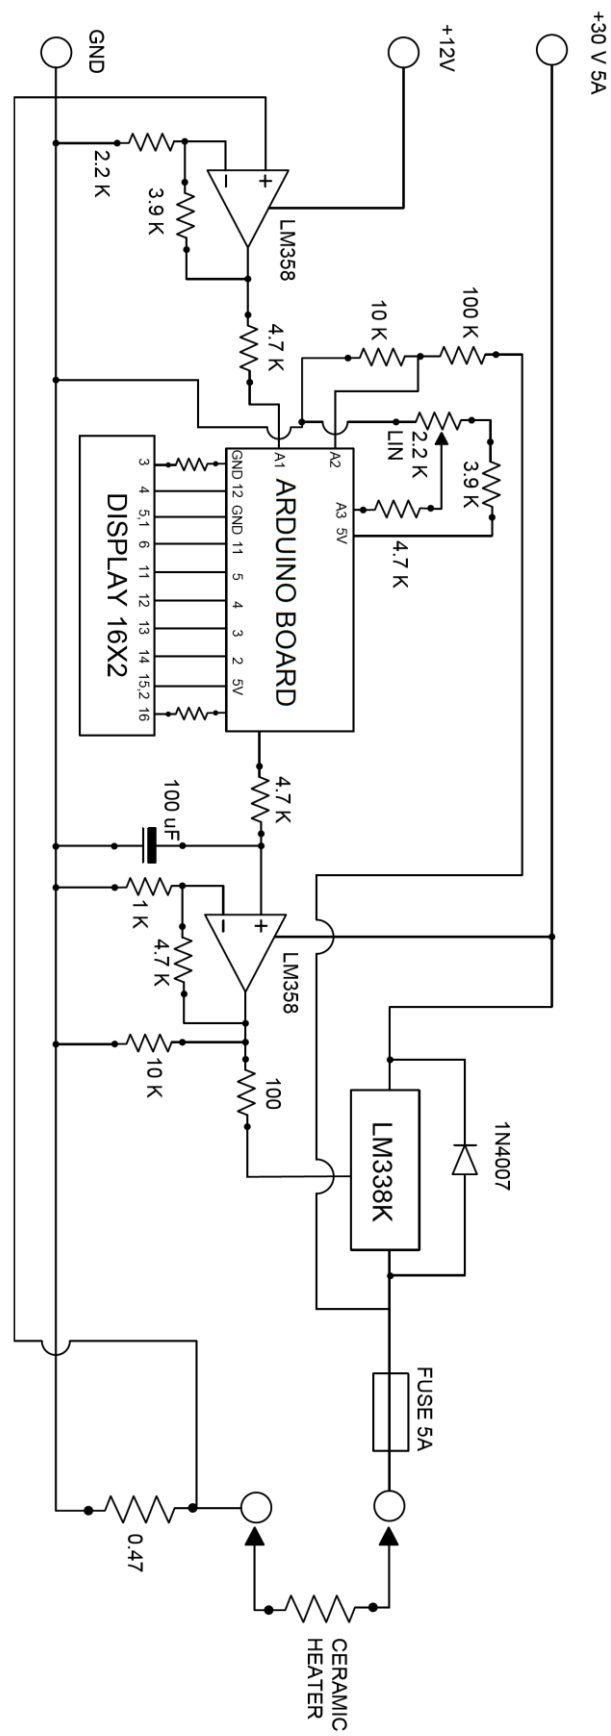 +30 V 5A
+12V
GND
1N4007
LM338K
FUSE 5A
CERAMIC
HEATER
0.47
100 K
10 K
3.9 K
2.2 K
LIN
4.7 K
A2
A3
5V
A1
ARDUINO BOARD
GND
12
GND
11
5
4
3
2
5V
3
4
5,1
6
11
12
13
14
15,2
16
DISPLAY 16X2
LM358
+
−
4.7 K
3.9 K
2.2 K
4.7 K
100 uF
LM358
+
−
1 K
4.7 K
10 K
100